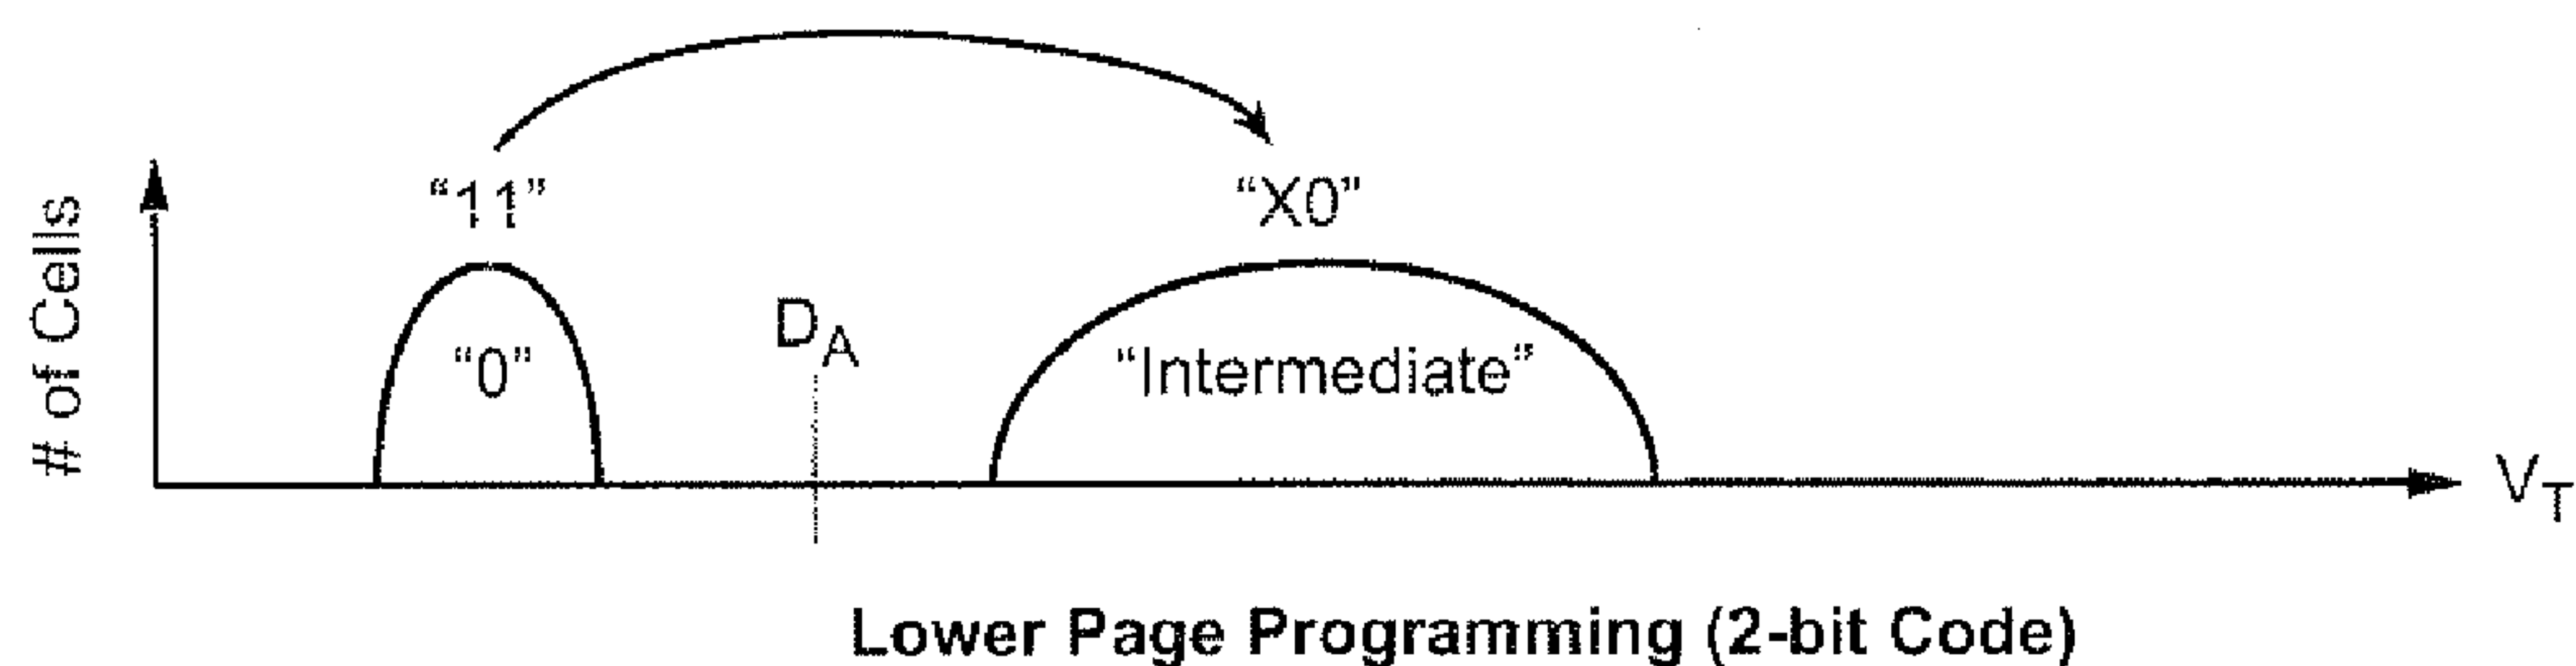 “11”
“X0”
# of Cells
“0”
DA
“Intermediate”
VT
Lower Page Programming (2-bit Code)